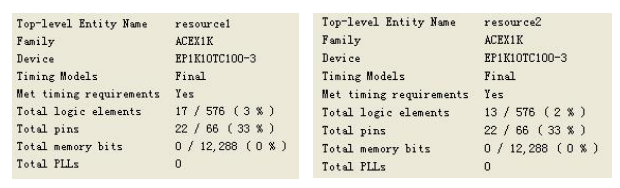 Top-level Entity Name resource1
Family ACEX1K
Device EP1K10TC100-3
Timing Models Final
Met timing requirements Yes
Total logic elements 17 / 576 ( 3 % )
Total pins 22 / 66 ( 33 % )
Total memory bits 0 / 12,288 ( 0 % )
Total PLLs 0
Top-level Entity Name resource2
Family ACEX1K
Device EP1K10TC100-3
Timing Models Final
Met timing requirements Yes
Total logic elements 13 / 576 ( 2 % )
Total pins 22 / 66 ( 33 % )
Total memory bits 0 / 12,288 ( 0 % )
Total PLLs 0